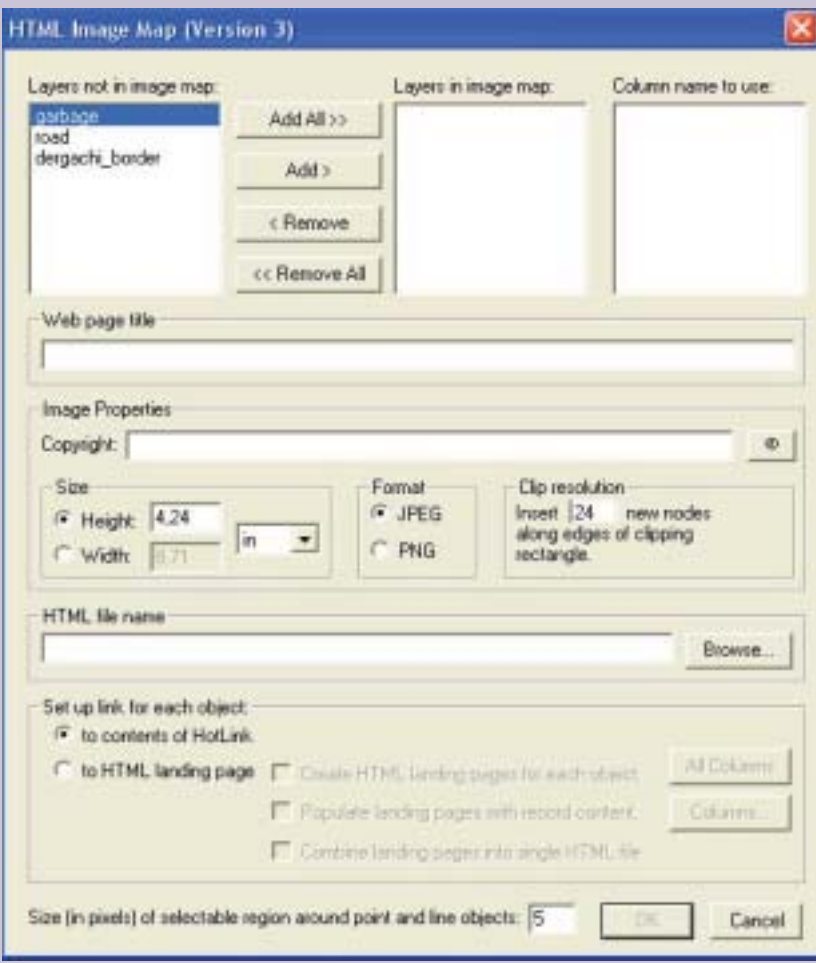 HTML Image Map (Version 3)
Layers not in image map:
Layers in image map:
Column name to use:
garbage
road
dergachi_border
Add All >>
Add >
< Remove
<< Remove All
Web page title
Image Properties
Copyright:
©
Size
Height:
4.24
Width:
8.71
in
Format
JPEG
PNG
Clip resolution
Insert 24 new nodes
along edges of clipping
rectangle.
HTML file name
Browse...
Set up link for each object:
to contents of HotLink
to HTML landing page
Create HTML landing pages for each object.
All Columns
Populate landing pages with record content.
Columns...
Combine landing pages into single HTML file
Size (in pixels) of selectable region around point and line objects: 5
OK
Cancel